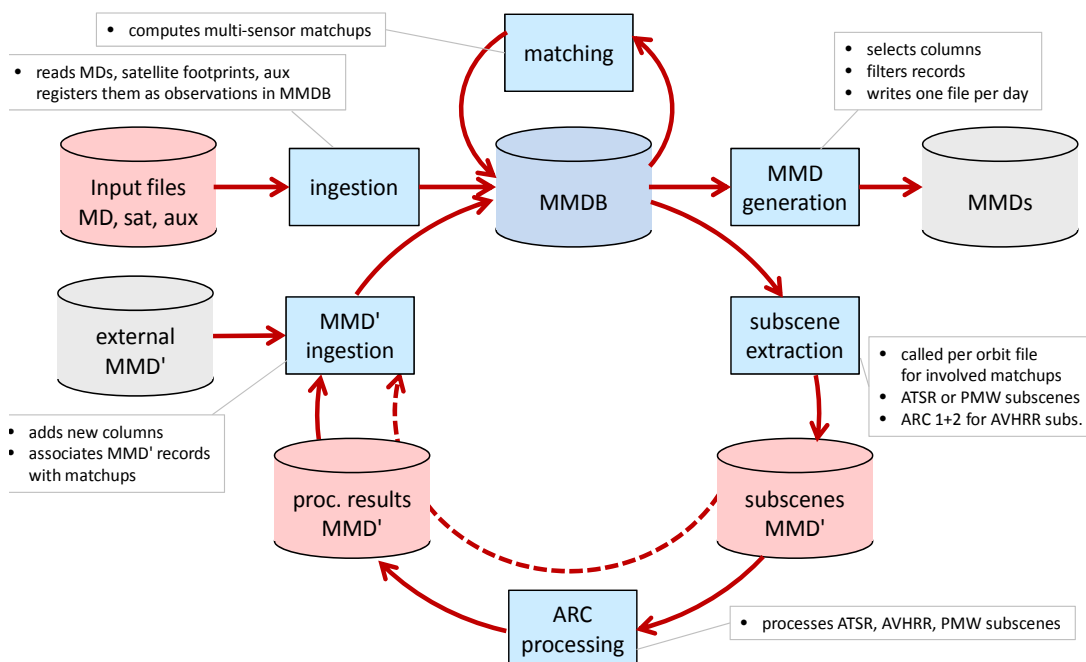 • computes multi-sensor matchups
matching
• selects columns
• filters records
• writes one file per day
• reads MDs, satellite footprints, aux
registers them as observations in MMDB
Input files
MD, sat, aux
ingestion
MMDB
MMD
generation
MMDs
external
MMD'
MMD'
ingestion
subscene
extraction
• called per orbit file
for involved matchups
• ATSR or PMW subscenes
• ARC 1+2 for AVHRR subs.
• adds new columns
• associates MMD' records
with matchups
proc. results
MMD'
subscenes
MMD'
ARC
processing
• processes ATSR, AVHRR, PMW subscenes